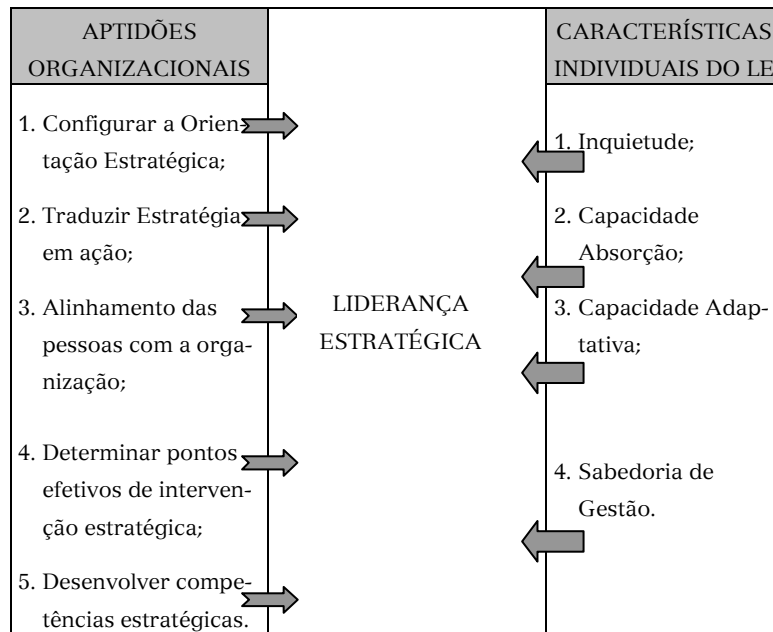 APTIDÕES
ORGANIZACIONAIS
1. Configurar a Orien-
tação Estratégica;
2. Traduzir Estratégia
em ação;
3. Alinhamento das
pessoas com a orga-
nização;
4. Determinar pontos
efetivos de interven-
ção estratégica;
5. Desenvolver compe-
tências estratégicas.
LIDERANÇA
ESTRATÉGICA
CARACTERÍSTICAS
INDIVIDUAIS DO LE
1. Inquietude;
2. Capacidade
Absorção;
3. Capacidade Adap-
tativa;
4. Sabedoria de
Gestão.